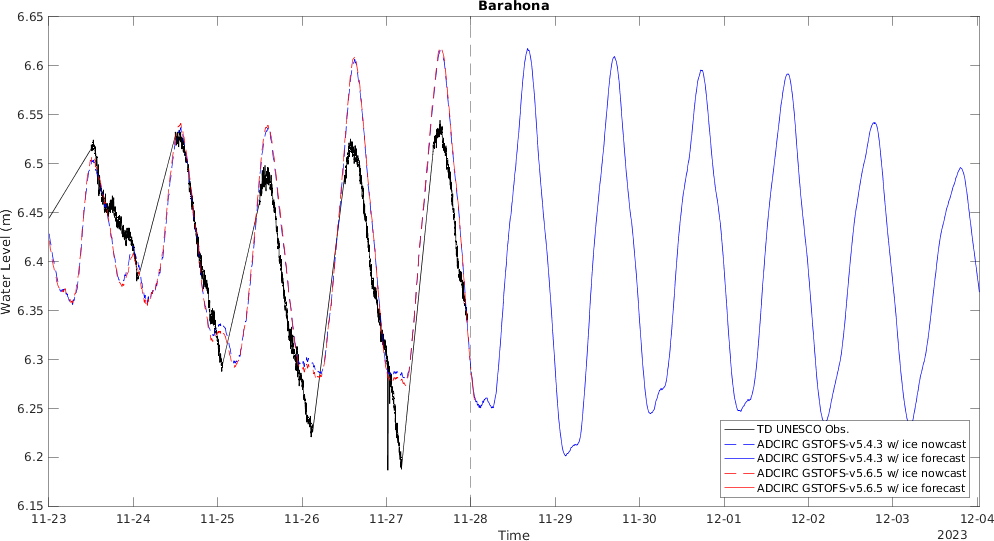 Barahona
6.65
6.6
6.55
6.5
6.45
6.4
6.35
6.3
6.25
6.2
6.15
Water Level (m)
TD UNESCO Obs.
ADCIRC GSTOFS-v5.4.3 w/ ice nowcast
ADCIRC GSTOFS-v5.4.3 w/ ice forecast
ADCIRC GSTOFS-v5.6.5 w/ ice nowcast
ADCIRC GSTOFS-v5.6.5 w/ ice forecast
11-23 11-24 11-25 11-26 11-27 11-28 11-29 11-30 12-01 12-02 12-03 12-04
Time
2023